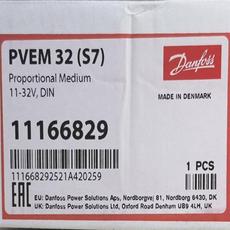 PVEM 32 (S7)
Proportional Medium
11-32V, DIN
Danfoss
MADE IN DENMARK
11166829
111668292521A420259
1 PCS
EAC
EU: Danfoss Power Solutions Aps, Nordborgvej 81, Nordborg 6430, DK
UK: Danfoss Power Solutions Ltd, Oxford Road Denham UB9 4LH, UK